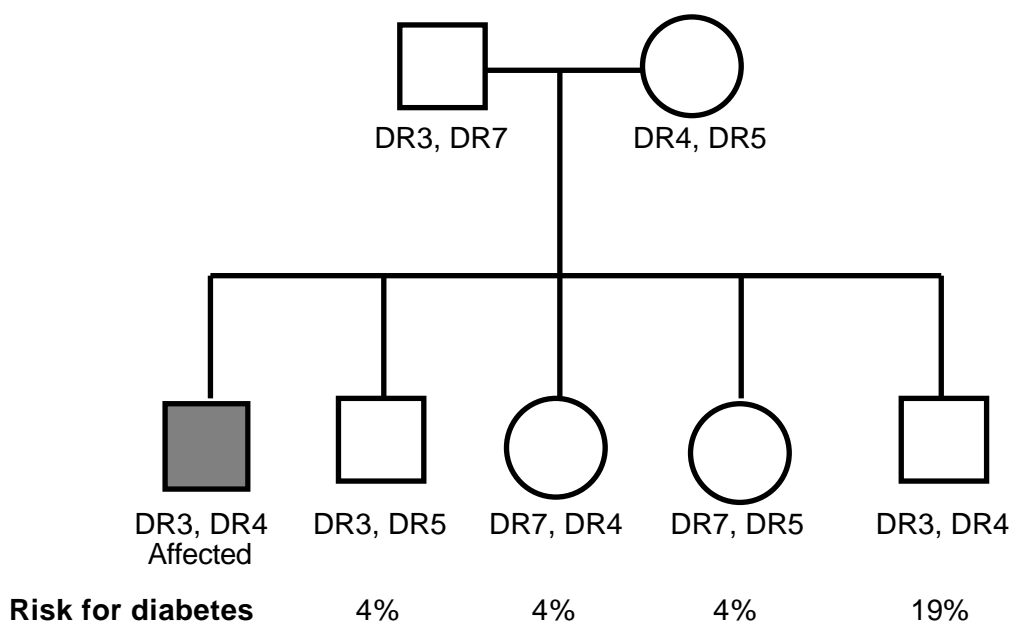 DR3, DR7 DR4, DR5
DR3, DR4 DR3, DR5 DR7, DR4 DR7, DR5 DR3, DR4
Affected
Risk for diabetes 4% 4% 4% 19%